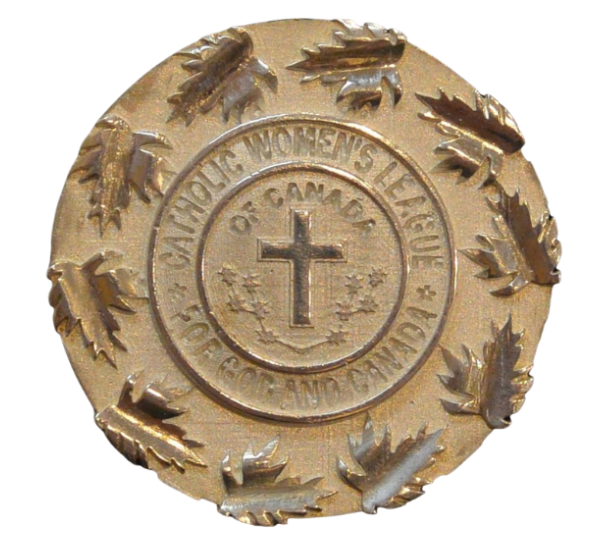 CATHOLIC WOMEN'S LEAGUE
OF CANADA
* FOR GOD AND CANADA *